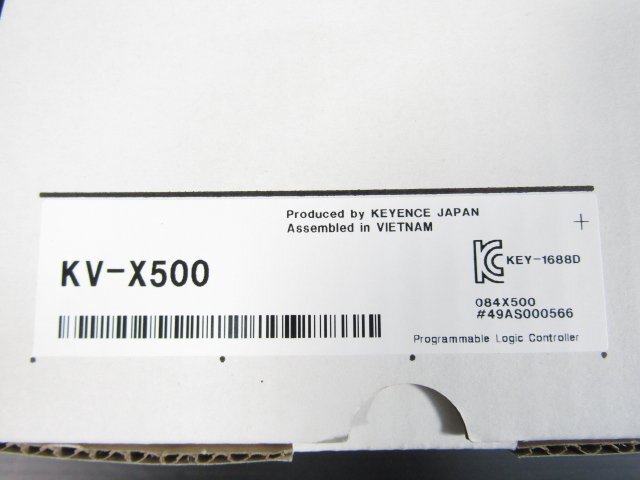 Produced by KEYENCE JAPAN
Assembled in VIETNAM
KV-X500
KEY-1688D
084X500
#49AS000566
Programmable Logic Controller